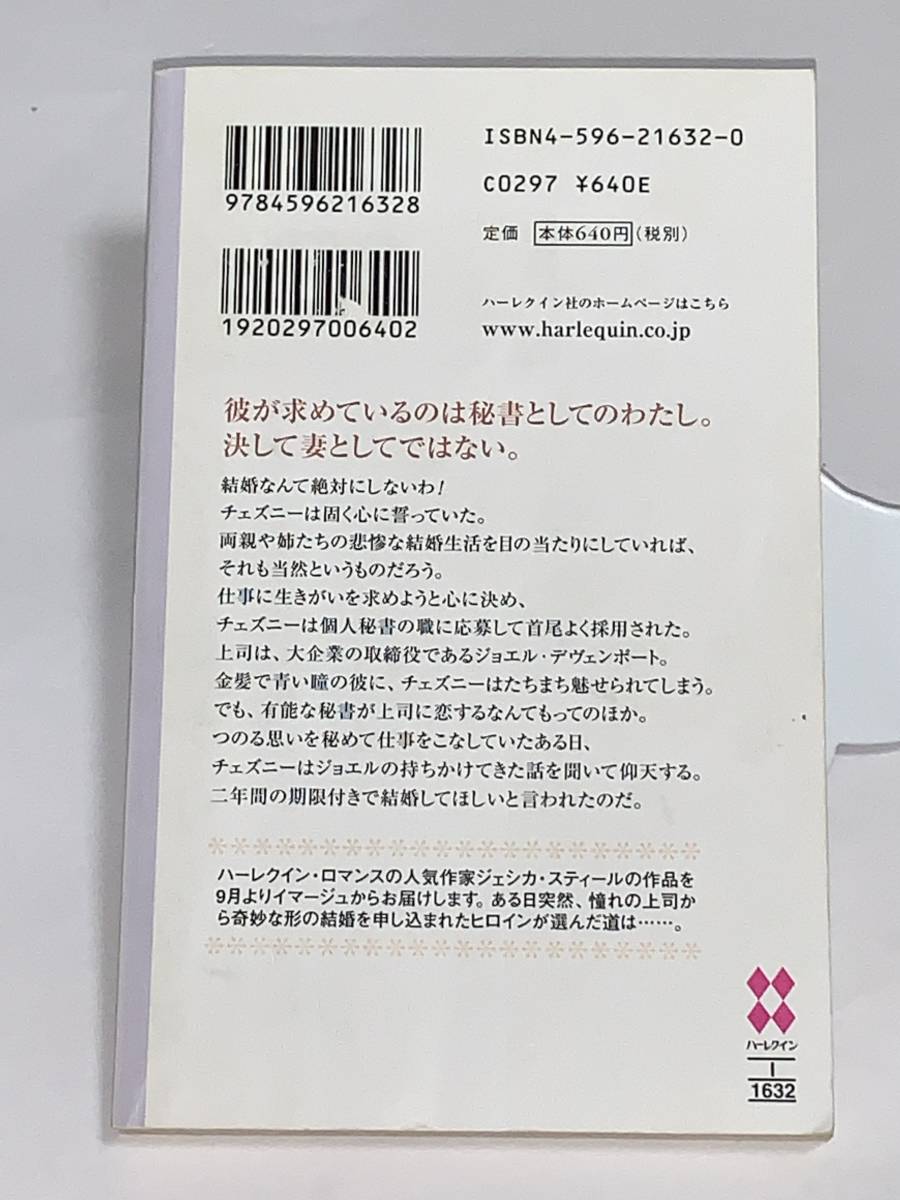 9784596216328
ISBN4-596-21632-0
C0297 ¥640E
定価 本体640円(税別)
1920297006402
ハーレクイン社のホームページはこちら
www.harlequin.co.jp
彼が求めているのは秘書としてのわたし。
決して妻としてではない。
結婚なんて絶対にしないわ!
チェズニーは固く心に誓っていた。
両親や姉たちの悲惨な結婚生活を目の当たりにしていれば、
それも当然というものだろう。
仕事に生きがいを求めようと心に決め、
チェズニーは個人秘書の職に応募して首尾よく採用された。
上司は、大企業の取締役であるジョエル・デヴェンポート。
金髪で青い瞳の彼に、チェズニーはたちまち魅せられてしまう。
でも、有能な秘書が上司に恋するなんてもってのほか。
つのる思いを秘めて仕事をこなしていたある日、
チェズニーはジョエルの持ちかけてきた話を聞いて仰天する。
二年間の期限付きで結婚してほしいと言われたのだ。
ハーレクイン・ロマンスの人気作家ジェシカ・スティールの作品を
9月よりイマージュからお届けします。ある日突然、憧れの上司か
ら奇妙な形の結婚を申し込まれたヒロインが選んだ道は……。
ハーレクイン
I
1632